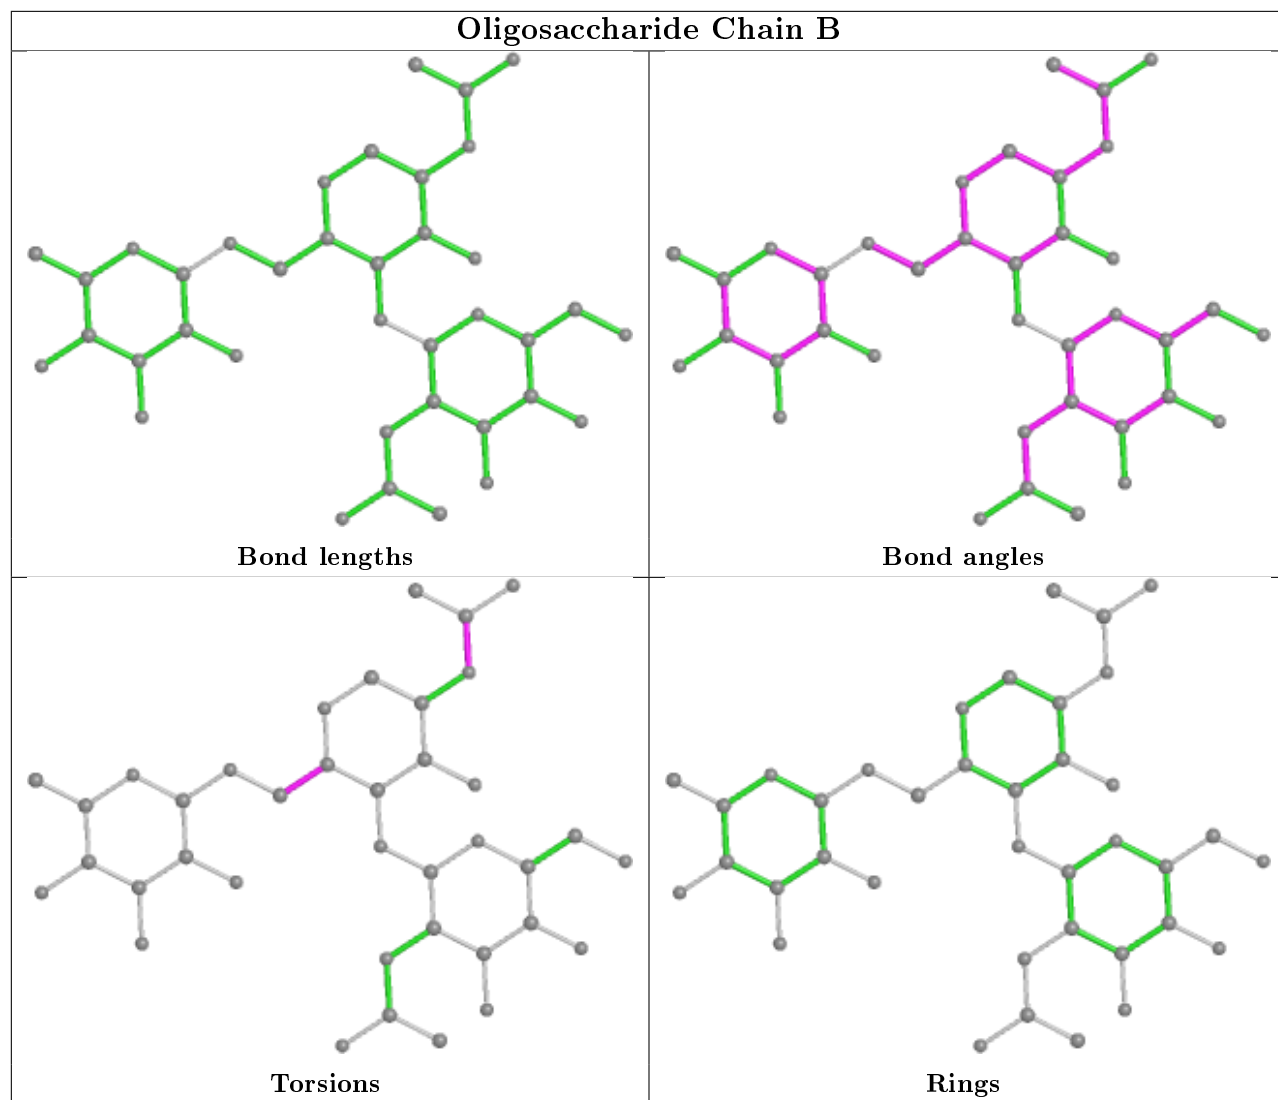 Oligosaccharide Chain B
Bond lengths
Bond angles
Torsions
Rings